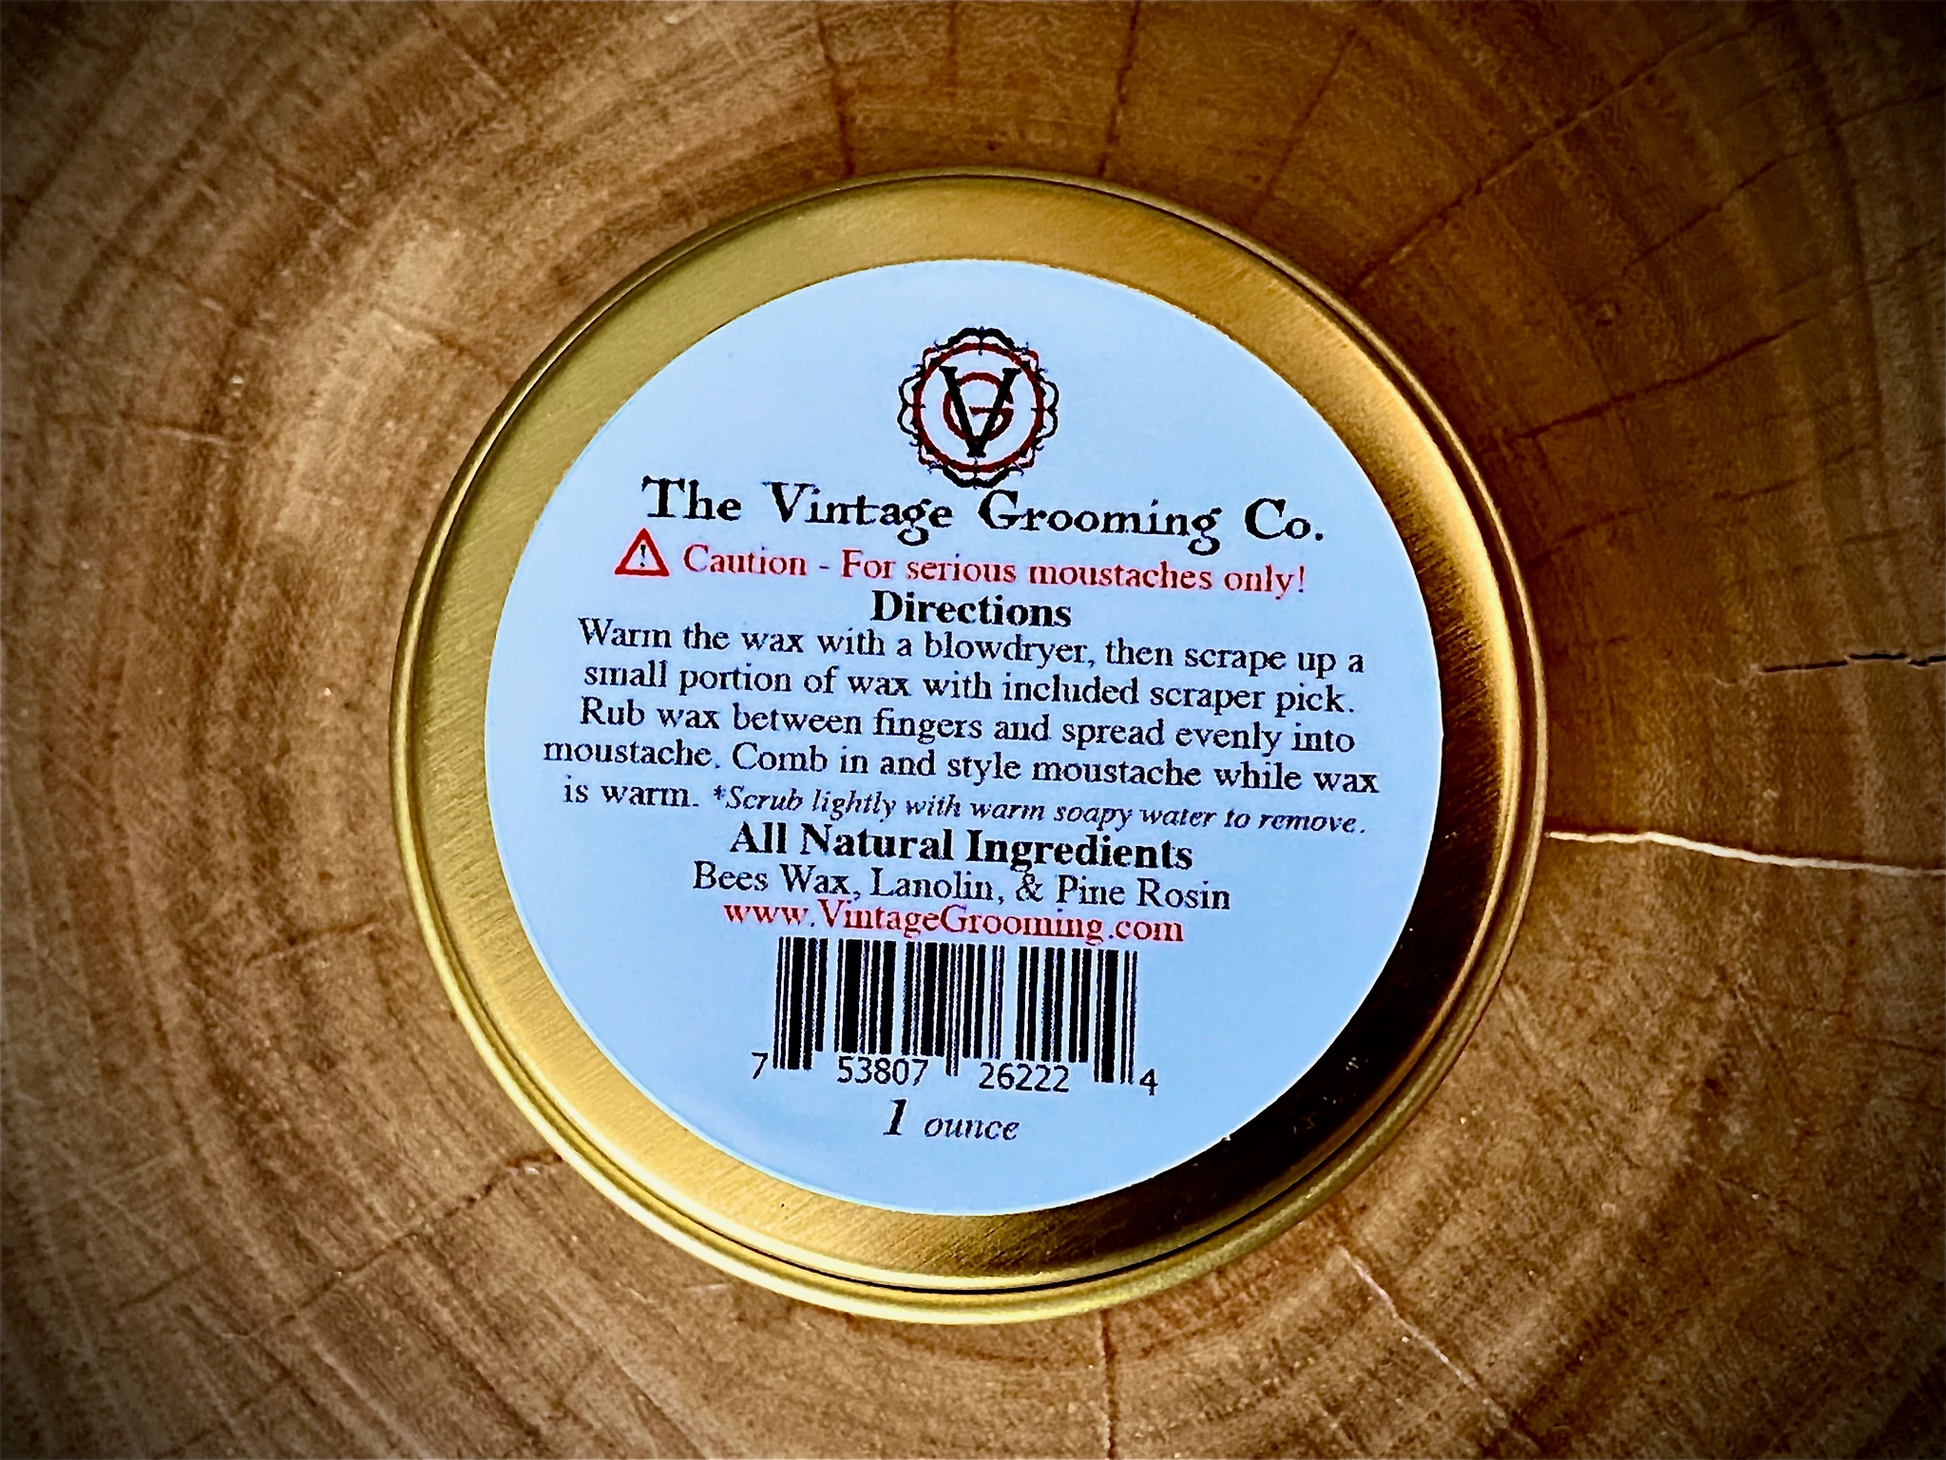 VG
The Vintage Grooming Co.
Caution - For serious moustaches only!
Directions
Warm the wax with a blowdryer, then scrape up a
small portion of wax with included scraper pick.
Rub wax between fingers and spread evenly into
moustache. Comb in and style moustache while wax
is warm. *Scrub lightly with warm soapy water to remove.
All Natural Ingredients
Bees Wax, Lanolin, & Pine Rosin
www.VintageGrooming.com
7 53807 26222 4
1 ounce